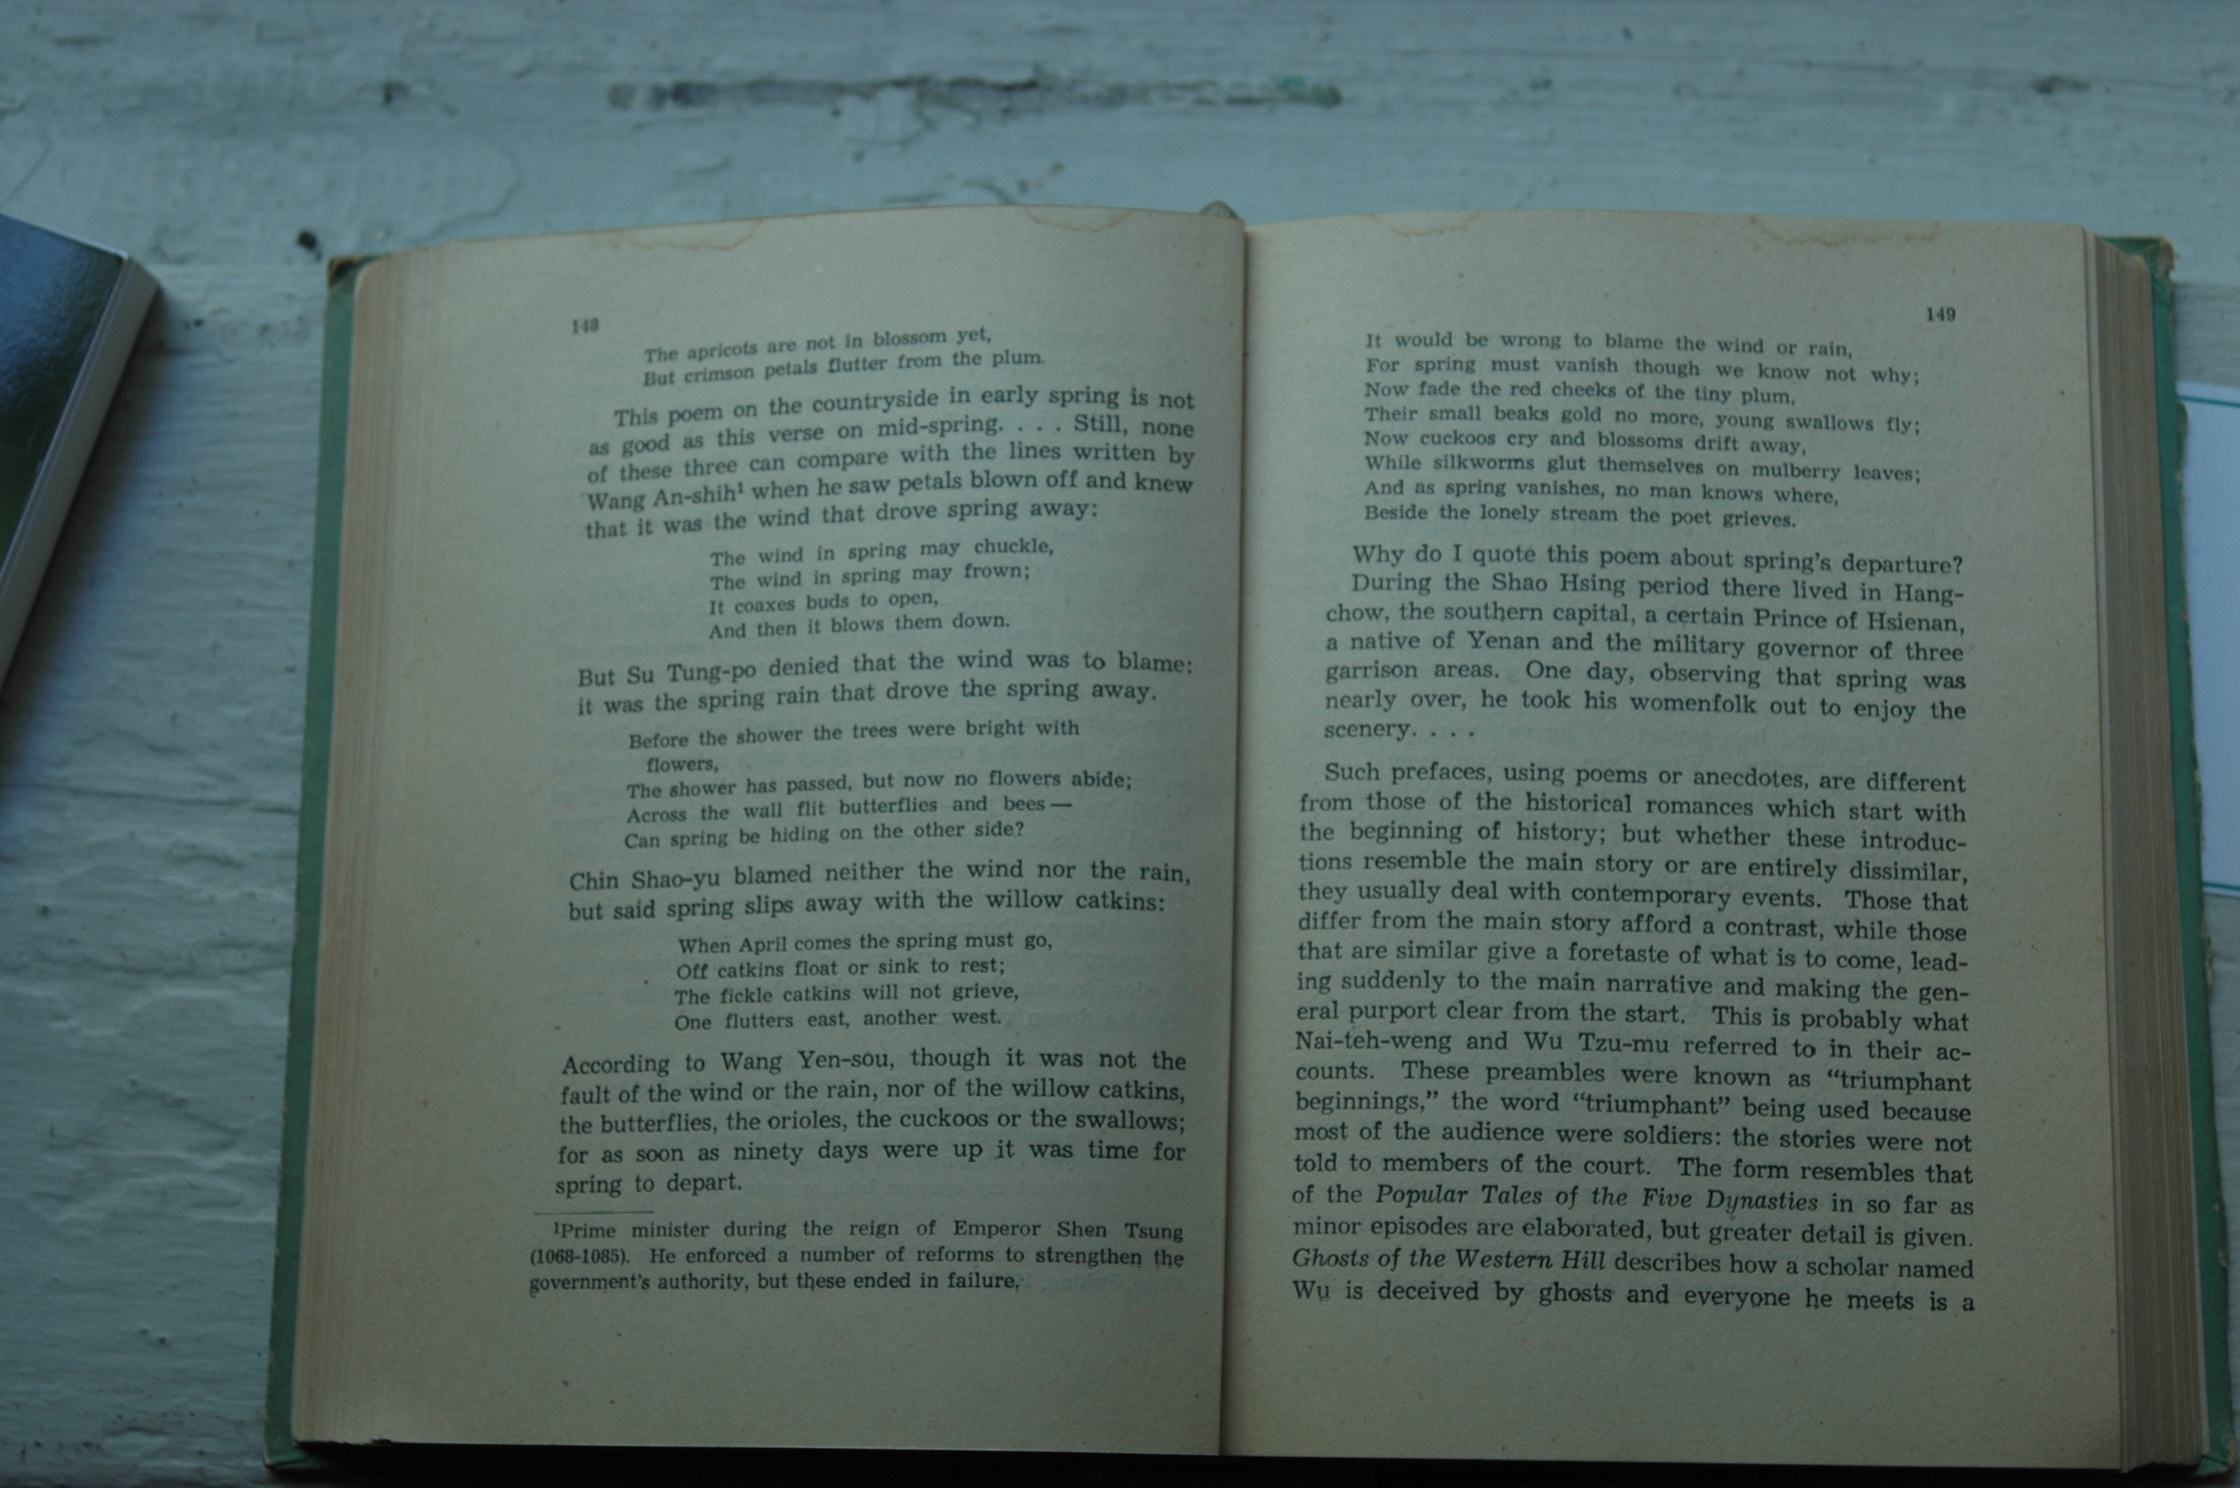 148
The apricots are not in blossom yet,
But crimson petals flutter from the plum.
This poem on the countryside in early spring is not
as good as this verse on mid-spring. . . . Still, none
of these three can compare with the lines written by
Wang An-shih¹ when he saw petals blown off and knew
that it was the wind that drove spring away:
The wind in spring may chuckle,
The wind in spring may frown;
It coaxes buds to open,
And then it blows them down.
But Su Tung-po denied that the wind was to blame:
it was the spring rain that drove the spring away.
Before the shower the trees were bright with
flowers,
The shower has passed, but now no flowers abide;
Across the wall flit butterflies and bees —
Can spring be hiding on the other side?
Chin Shao-yu blamed neither the wind nor the rain,
but said spring slips away with the willow catkins:
When April comes the spring must go,
Off catkins float or sink to rest;
The fickle catkins will not grieve,
One flutters east, another west.
According to Wang Yen-sou, though it was not the
fault of the wind or the rain, nor of the willow catkins,
the butterflies, the orioles, the cuckoos or the swallows;
for as soon as ninety days were up it was time for
spring to depart.
¹Prime minister during the reign of Emperor Shen Tsung
(1068-1085). He enforced a number of reforms to strengthen the
government's authority, but these ended in failure.
149
It would be wrong to blame the wind or rain,
For spring must vanish though we know not why;
Now fade the red cheeks of the tiny plum,
Their small beaks gold no more, young swallows fly;
Now cuckoos cry and blossoms drift away,
While silkworms glut themselves on mulberry leaves;
And as spring vanishes, no man knows where,
Beside the lonely stream the poet grieves.
Why do I quote this poem about spring's departure?
During the Shao Hsing period there lived in Hang-
chow, the southern capital, a certain Prince of Hsienan,
a native of Yenan and the military governor of three
garrison areas. One day, observing that spring was
nearly over, he took his womenfolk out to enjoy the
scenery. . . .
Such prefaces, using poems or anecdotes, are different
from those of the historical romances which start with
the beginning of history; but whether these introduc-
tions resemble the main story or are entirely dissimilar,
they usually deal with contemporary events. Those that
differ from the main story afford a contrast, while those
that are similar give a foretaste of what is to come, lead-
ing suddenly to the main narrative and making the gen-
eral purport clear from the start. This is probably what
Nai-teh-weng and Wu Tzu-mu referred to in their ac-
counts. These preambles were known as “triumphant
beginnings,” the word “triumphant” being used because
most of the audience were soldiers: the stories were not
told to members of the court. The form resembles that
of the Popular Tales of the Five Dynasties in so far as
minor episodes are elaborated, but greater detail is given.
Ghosts of the Western Hill describes how a scholar named
Wu is deceived by ghosts and everyone he meets is a